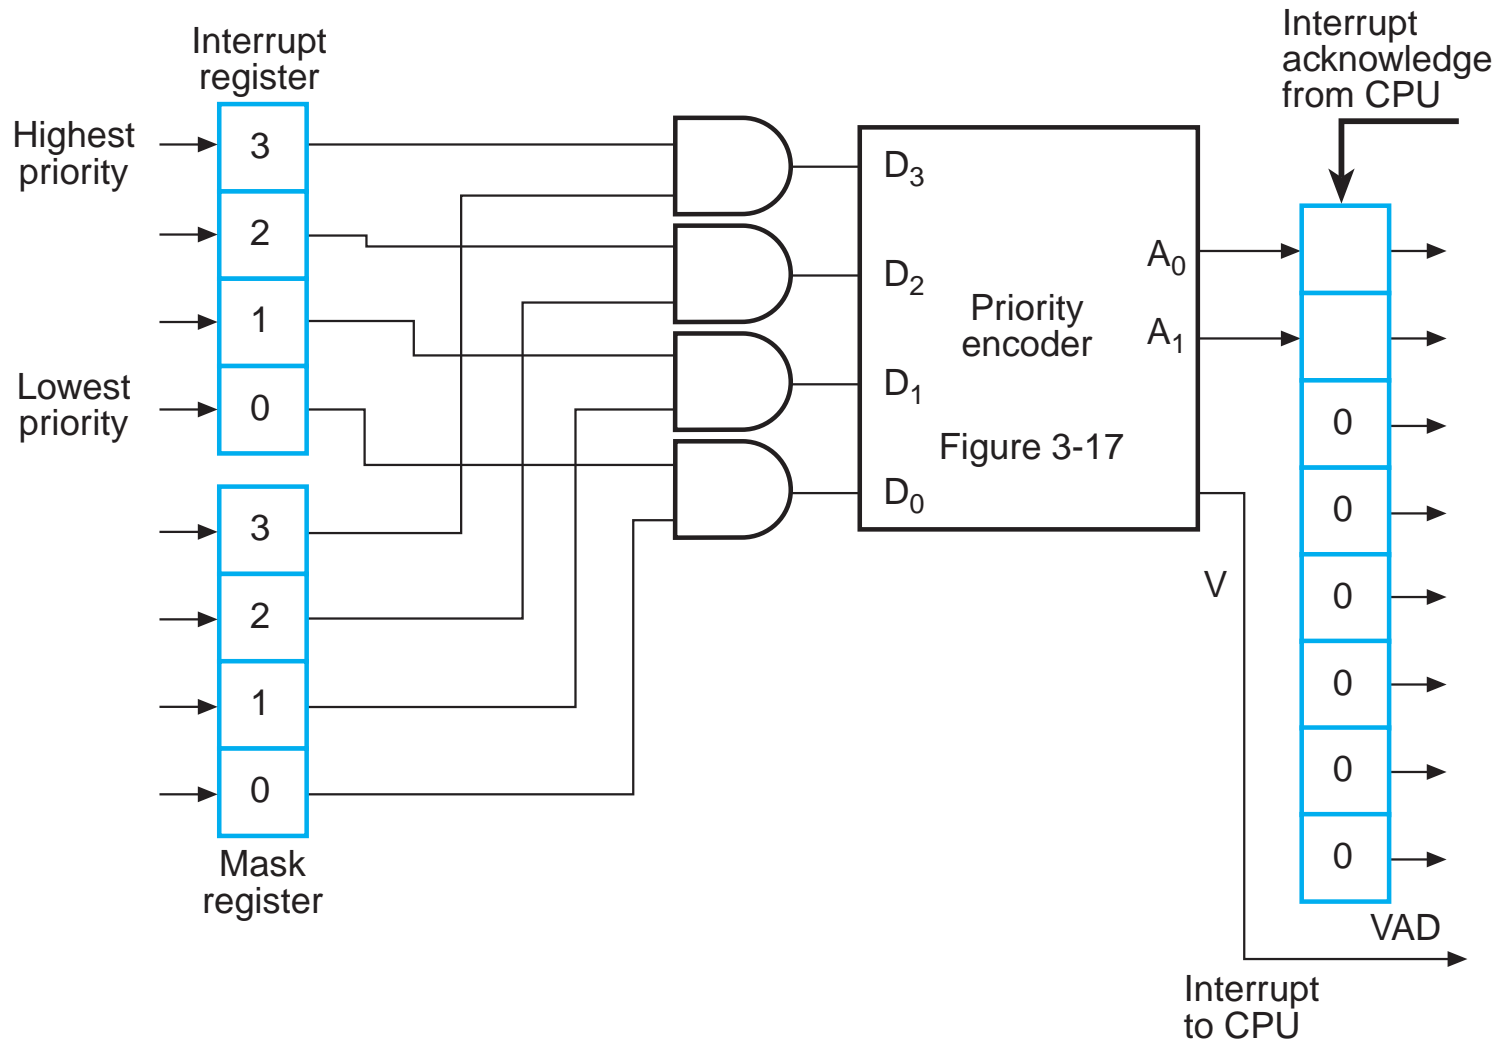 Interrupt
register
Highest
priority
3
2
1
0
Lowest
priority
3
2
1
0
Mask
register
D3
D2
D1
D0
A0
A1
Priority
encoder
Figure 3-17
V
Interrupt
acknowledge
from CPU
0
0
0
0
0
0
VAD
Interrupt
to CPU